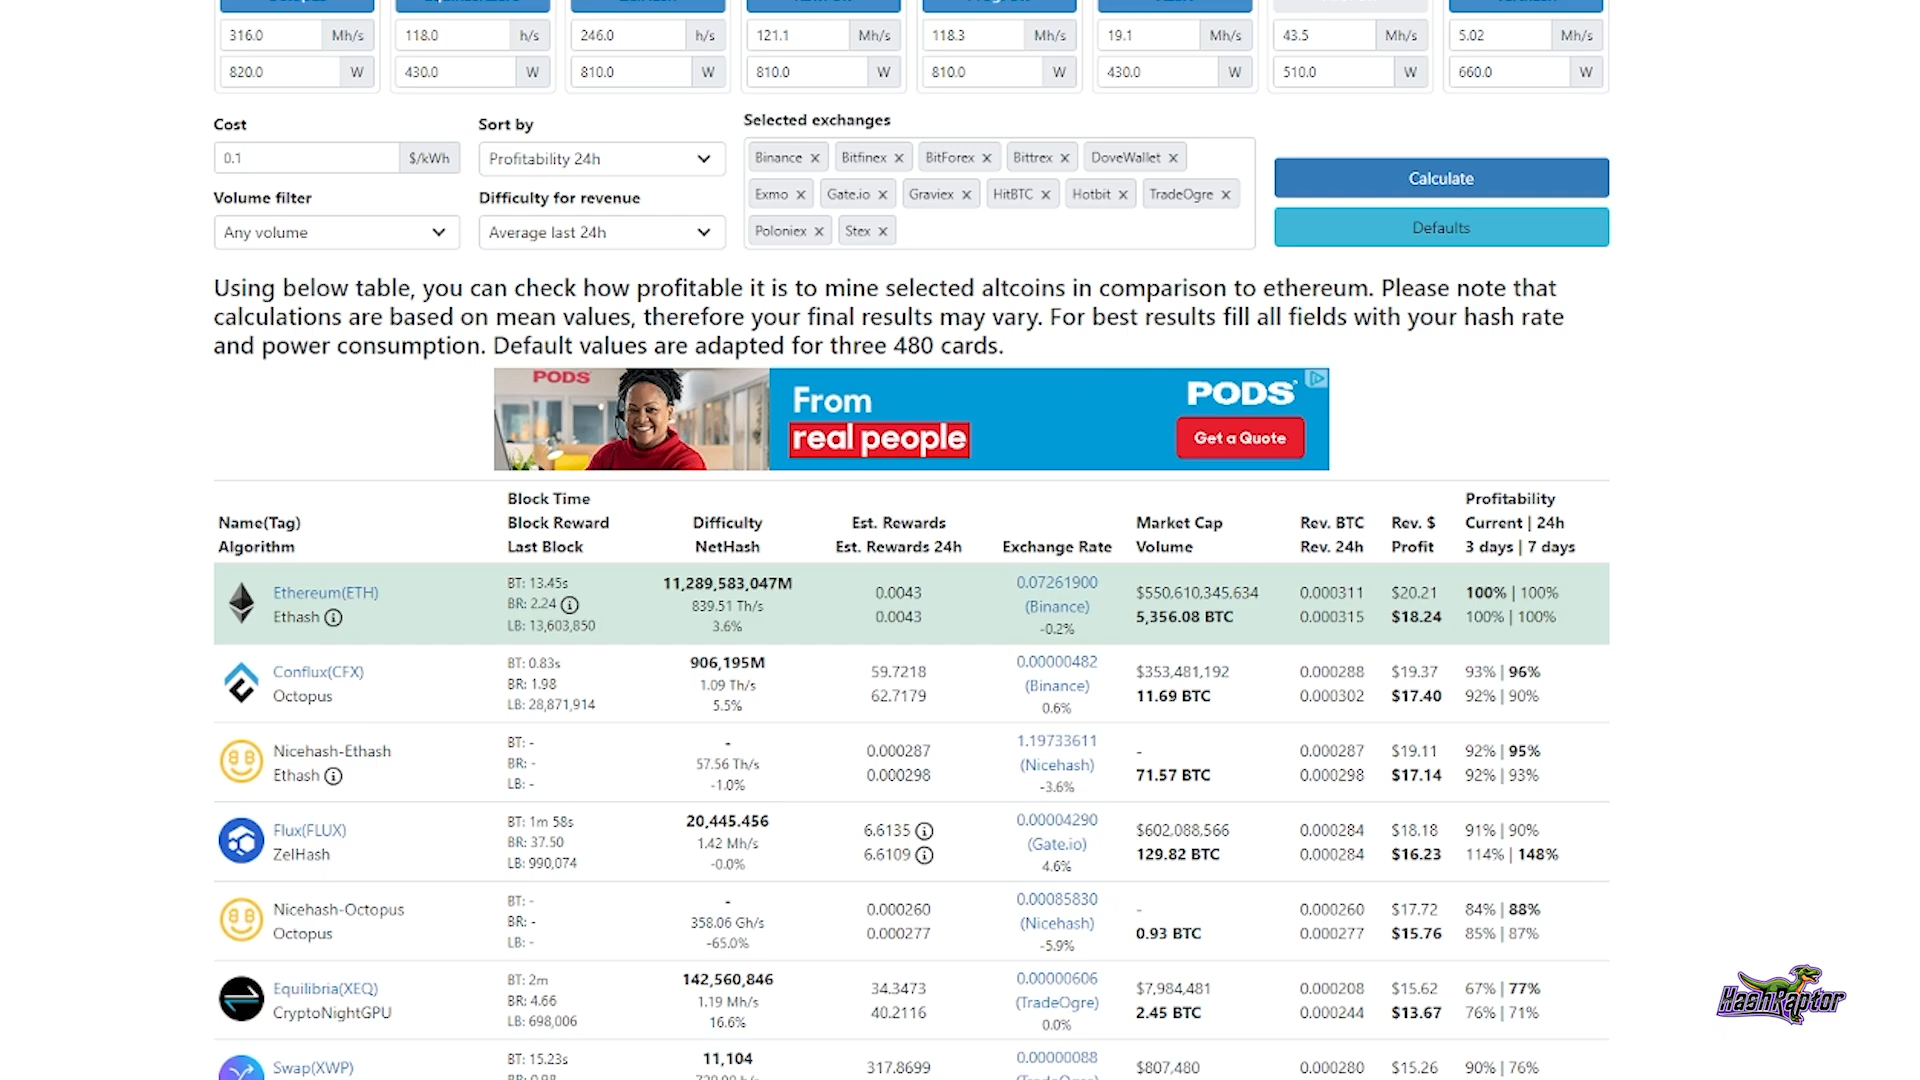 316.0 Mh/s 118.0 h/s 246.0 h/s 121.1 Mh/s 118.3 Mh/s 19.1 Mh/s 43.5 Mh/s 5.02 Mh/s
820.0 W 430.0 W 810.0 W 810.0 W 810.0 W 430.0 W 510.0 W 660.0 W
Cost Sort by Selected exchanges
0.1 $/kWh Profitability 24h Binance × Bitfinex × BitForex × Bittrex × DoveWallet ×
Calculate
Exmo × Gate.io × Graviex × HitBTC × Hotbit × TradeOgre ×
Volume filter Difficulty for revenue
Any volume Average last 24h Poloniex × Stex × Defaults
Using below table, you can check how profitable it is to mine selected altcoins in comparison to ethereum. Please note that
calculations are based on mean values, therefore your final results may vary. For best results fill all fields with your hash rate
and power consumption. Default values are adapted for three 480 cards.
PODS
From
real people
PODS
Get a Quote
Block Time Profitability
Name(Tag) Block Reward Difficulty Est. Rewards Market Cap Rev. BTC Rev. $ Current | 24h
Algorithm Last Block NetHash Est. Rewards 24h Exchange Rate Volume Rev. 24h Profit 3 days | 7 days
BT: 13.45s 11,289,583,047M 0.07261900
Ethereum(ETH) BR: 2.24 839.51 Th/s 0.0043 (Binance) $550,610,345,634 0.000311 $20.21 100% | 100%
Ethash LB: 13,603,850 3.6% 0.0043 -0.2% 5,356.08 BTC 0.000315 $18.24 100% | 100%
BT: 0.83s 906,195M 0.00000482
Conflux(CFX) BR: 1.98 1.09 Th/s 59.7218 (Binance) $353,481,192 0.000288 $19.37 93% | 96%
Octopus LB: 28,871,914 5.5% 62.7179 0.6% 11.69 BTC 0.000302 $17.40 92% | 90%
BT: - - 1.19733611
Nicehash-Ethash BR: - 57.56 Th/s 0.000287 (Nicehash) - 0.000287 $19.11 92% | 95%
Ethash LB: - -1.0% 0.000298 -3.6% 71.57 BTC 0.000298 $17.14 92% | 93%
BT: 1m 58s 20,445.456 0.00004290
Flux(FLUX) BR: 37.50 1.42 Mh/s 6.6135 (Gate.io) $602,088,566 0.000284 $18.18 91% | 90%
ZelHash LB: 990,074 -0.0% 6.6109 4.6% 129.82 BTC 0.000284 $16.23 114% | 148%
BT: - - 0.00085830
Nicehash-Octopus BR: - 358.06 Gh/s 0.000260 (Nicehash) - 0.000260 $17.72 84% | 88%
Octopus LB: - -65.0% 0.000277 -5.9% 0.93 BTC 0.000277 $15.76 85% | 87%
BT: 2m 142,560,846 0.00000606
Equilibria(XEQ) BR: 4.66 1.19 Mh/s 34.3473 (TradeOgre) $7,984,481 0.000208 $15.62 67% | 77%
CryptoNightGPU LB: 698,006 16.6% 40.2116 0.0% 2.45 BTC 0.000244 $13.67 76% | 71%
BT: 15.23s 11,104 0.00000088
Swap(XWP) 317.8699 $807,480 0.000280 $15.26 90% | 76%
HashRaptor